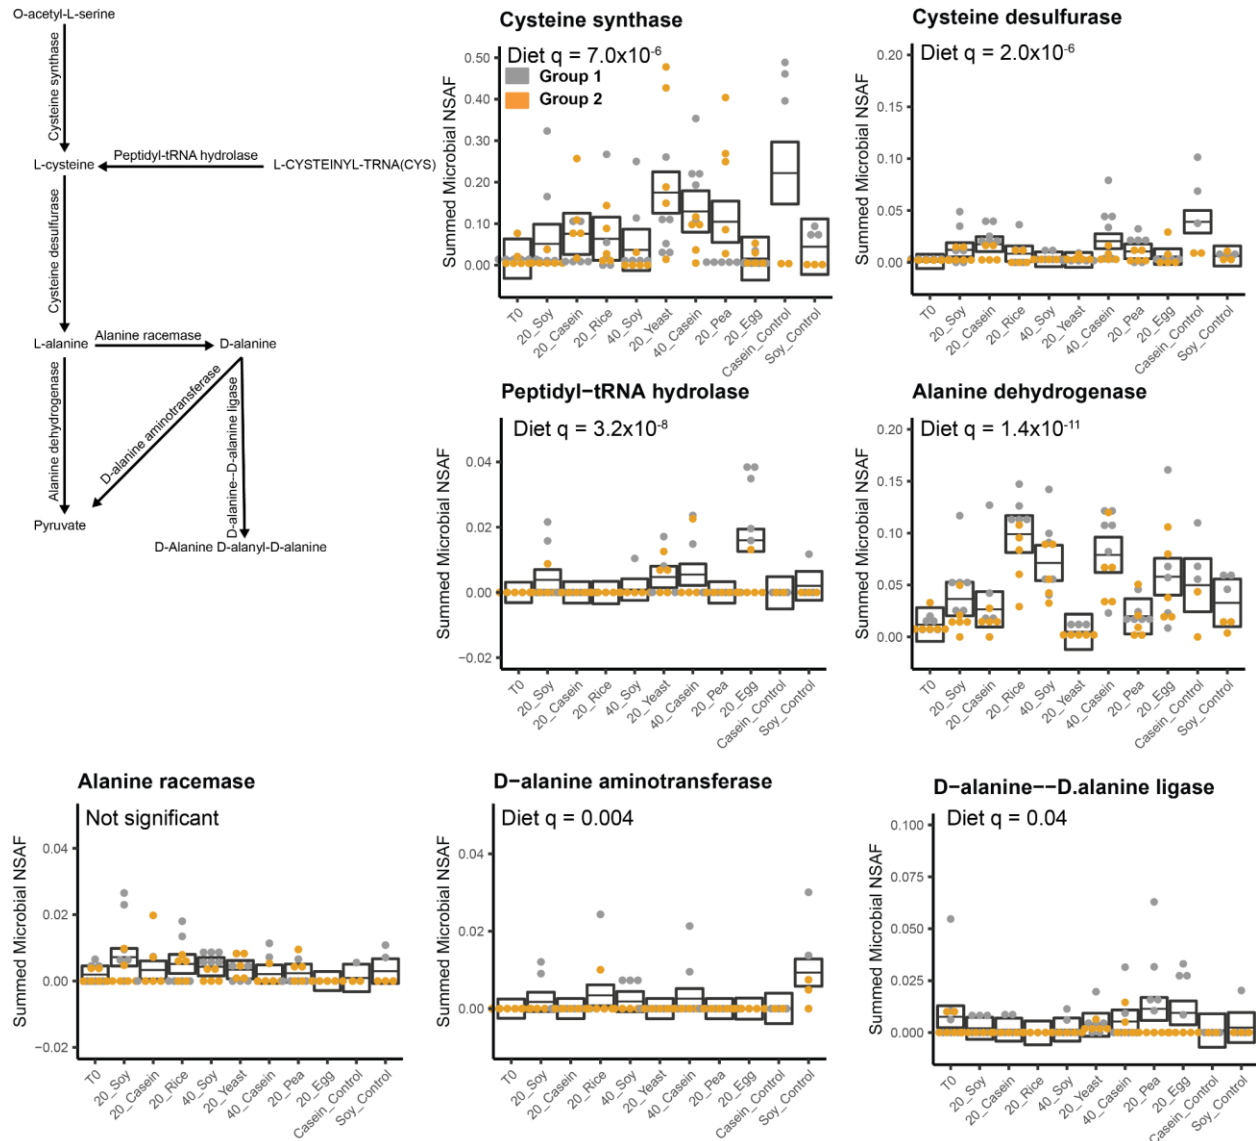 O-acetyl-L-serine
Cysteine synthase
L-cysteine
Peptidyl-tRNA hydrolase
L-CYSTEINYL-TRNA(CYS)
Cysteine desulfurase
L-alanine
Alanine racemase
D-alanine
Alanine dehydrogenase
D-alanine aminotransferase
D-alanine--D-alanine ligase
Pyruvate
D-Alanine D-alanyl-D-alanine
Cysteine synthase
Diet q = 7.0x10⁻⁶
Group 1
Group 2
Summed Microbial NSAF
0.50
0.40
0.30
0.20
0.10
0.00
T0
20_Soy
20_Casein
20_Rice
40_Soy
20_Yeast
40_Casein
20_Pea
20_Egg
Casein_Control
Soy_Control
Cysteine desulfurase
Diet q = 2.0x10⁻⁶
Summed Microbial NSAF
0.20
0.15
0.10
0.05
0.00
T0
20_Soy
20_Casein
20_Rice
40_Soy
20_Yeast
40_Casein
20_Pea
20_Egg
Casein_Control
Soy_Control
Peptidyl−tRNA hydrolase
Diet q = 3.2x10⁻⁸
Summed Microbial NSAF
0.04
0.02
0.00
−0.02
T0
20_Soy
20_Casein
20_Rice
40_Soy
20_Yeast
40_Casein
20_Pea
20_Egg
Casein_Control
Soy_Control
Alanine dehydrogenase
Diet q = 1.4x10⁻¹¹
Summed Microbial NSAF
0.20
0.15
0.10
0.05
0.00
T0
20_Soy
20_Casein
20_Rice
40_Soy
20_Yeast
40_Casein
20_Pea
20_Egg
Casein_Control
Soy_Control
Alanine racemase
Not significant
Summed Microbial NSAF
0.04
0.02
0.00
−0.02
T0
20_Soy
20_Casein
20_Rice
40_Soy
20_Yeast
40_Casein
20_Pea
20_Egg
Casein_Control
Soy_Control
D−alanine aminotransferase
Diet q = 0.004
Summed Microbial NSAF
0.04
0.02
0.00
T0
20_Soy
20_Casein
20_Rice
40_Soy
20_Yeast
40_Casein
20_Pea
20_Egg
Casein_Control
Soy_Control
D−alanine−−D.alanine ligase
Diet q = 0.04
Summed Microbial NSAF
0.100
0.075
0.050
0.025
0.000
T0
20_Soy
20_Casein
20_Rice
40_Soy
20_Yeast
40_Casein
20_Pea
20_Egg
Casein_Control
Soy_Control